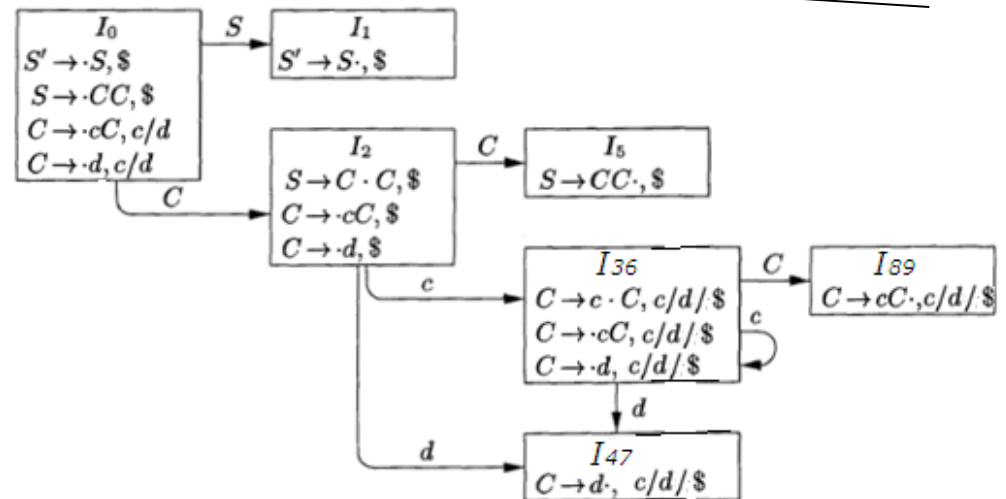 I0
S' → ·S, $
S → ·CC, $
C → ·cC, c/d
C → ·d, c/d
S
I1
S' → S·, $
C
I2
S → C · C, $
C → ·cC, $
C → ·d, $
C
I5
S → CC·, $
c
I36
C → c · C, c/d/$
C → ·cC, c/d/$
C → ·d, c/d/$
C
I89
C → cC·, c/d/$
c
d
d
I47
C → d·, c/d/$